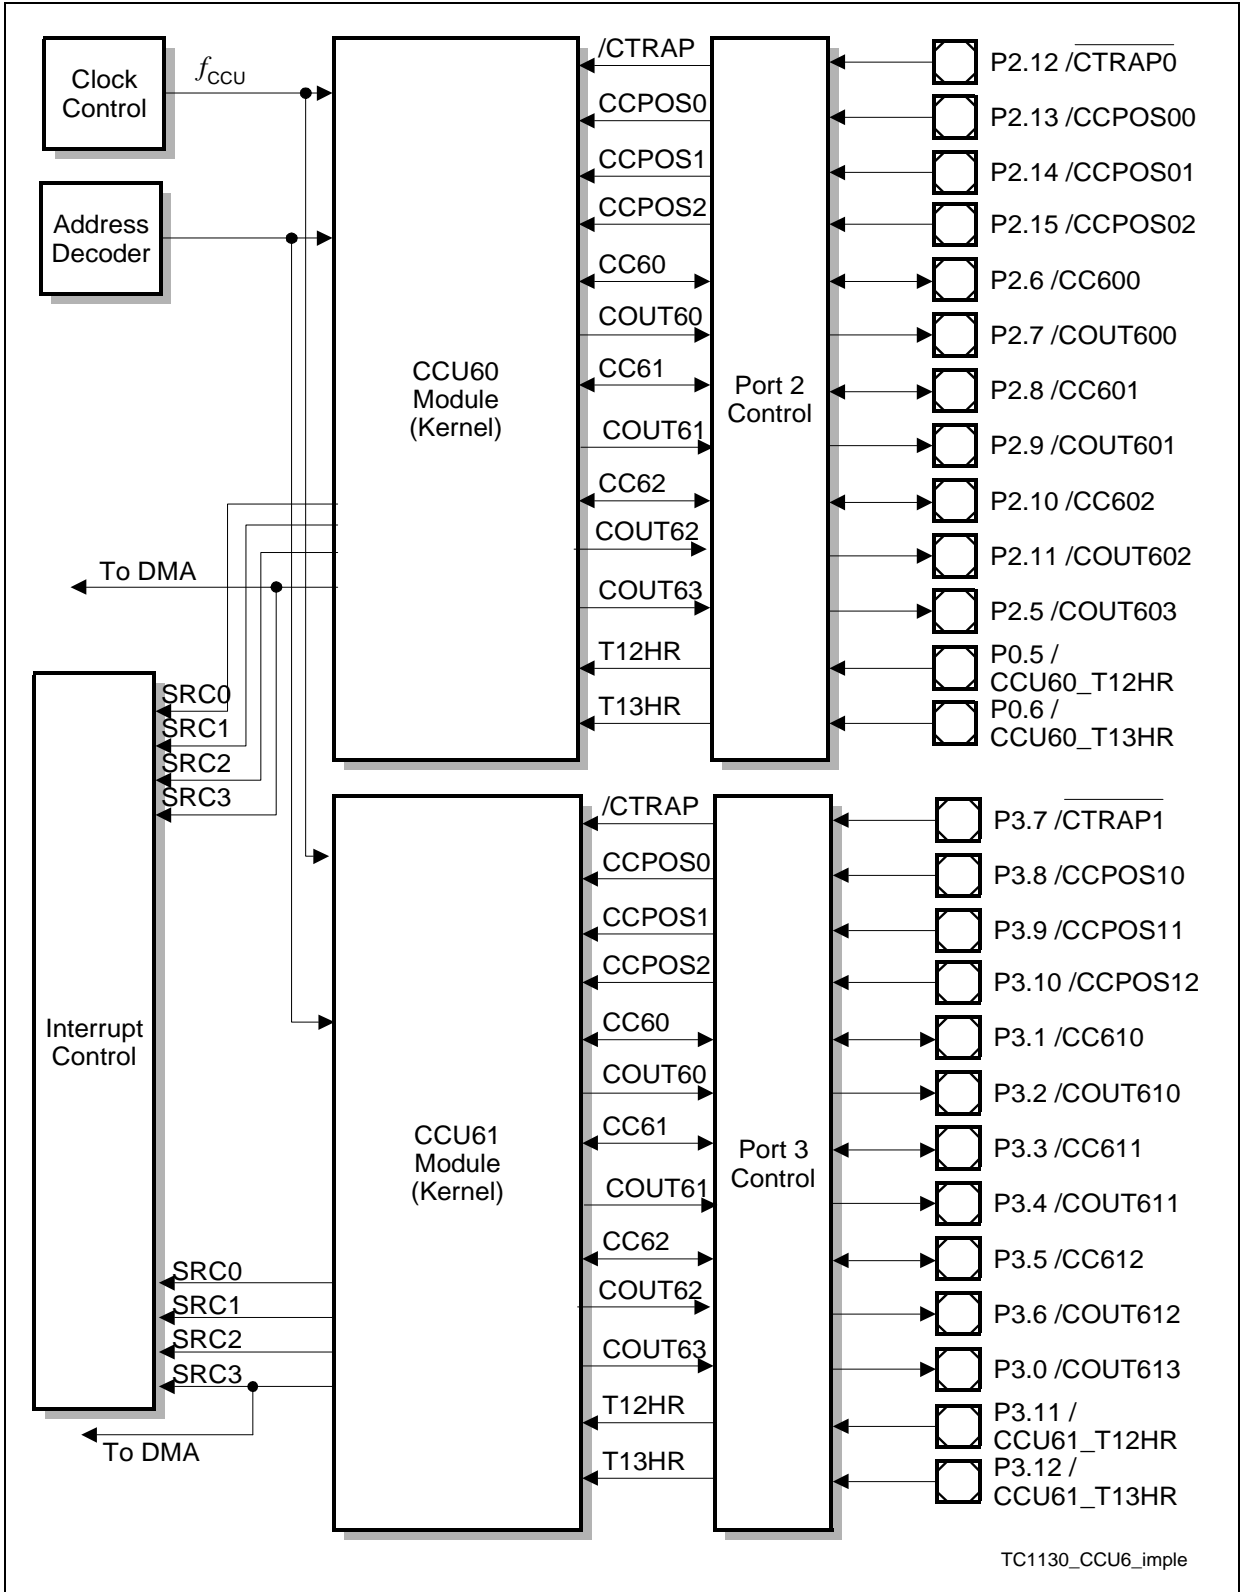 Clock
Control
fCCU
Address
Decoder
CCU60
Module
(Kernel)
/CTRAP
CCPOS0
CCPOS1
CCPOS2
CC60
COUT60
CC61
COUT61
CC62
COUT62
COUT63
T12HR
T13HR
Port 2
Control
P2.12 /CTRAP0
P2.13 /CCPOS00
P2.14 /CCPOS01
P2.15 /CCPOS02
P2.6 /CC600
P2.7 /COUT600
P2.8 /CC601
P2.9 /COUT601
P2.10 /CC602
P2.11 /COUT602
P2.5 /COUT603
P0.5 /
CCU60_T12HR
P0.6 /
CCU60_T13HR
To DMA
SRC0
SRC1
SRC2
SRC3
Interrupt
Control
CCU61
Module
(Kernel)
/CTRAP
CCPOS0
CCPOS1
CCPOS2
CC60
COUT60
CC61
COUT61
CC62
COUT62
COUT63
T12HR
T13HR
Port 3
Control
P3.7 /CTRAP1
P3.8 /CCPOS10
P3.9 /CCPOS11
P3.10 /CCPOS12
P3.1 /CC610
P3.2 /COUT610
P3.3 /CC611
P3.4 /COUT611
P3.5 /CC612
P3.6 /COUT612
P3.0 /COUT613
P3.11 /
CCU61_T12HR
P3.12 /
CCU61_T13HR
SRC0
SRC1
SRC2
SRC3
To DMA
TC1130_CCU6_imple